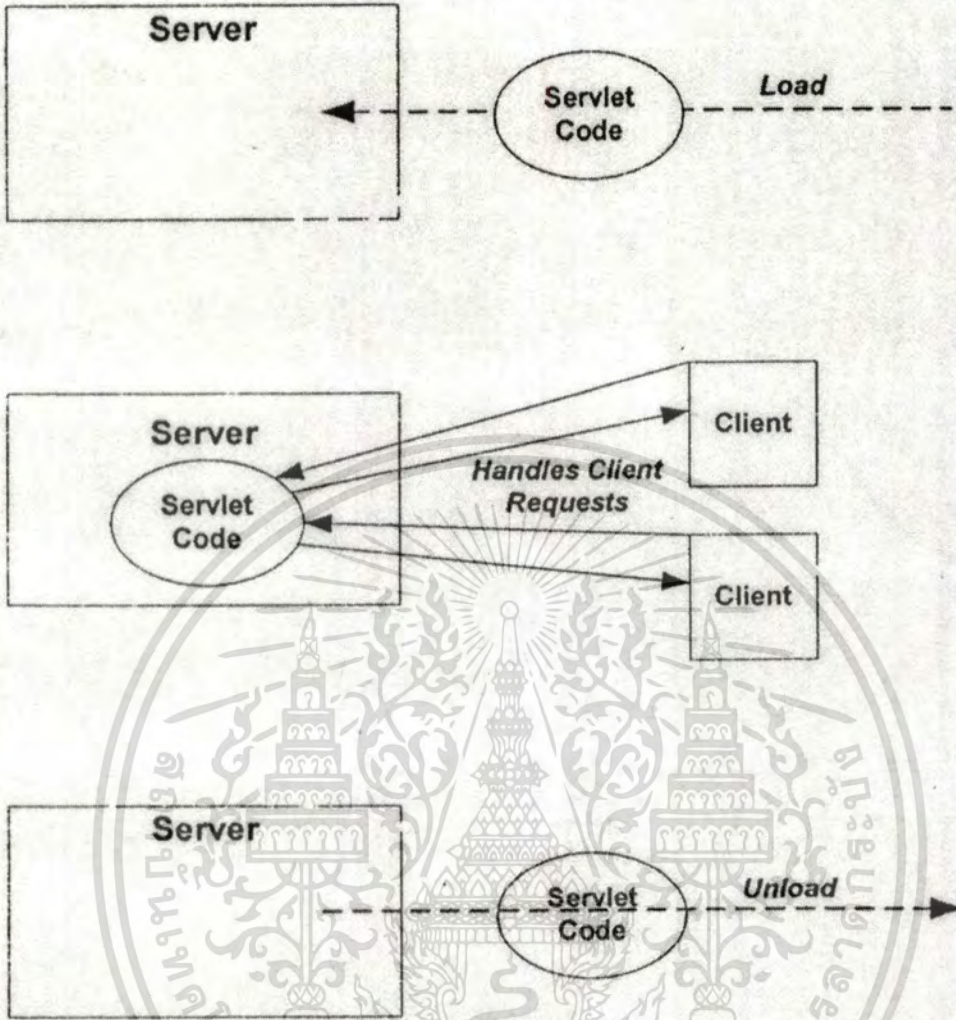 Server
Servlet
Code
Load
Server
Servlet
Code
Handles Client
Requests
Client
Client
Server
Servlet
Code
Unload